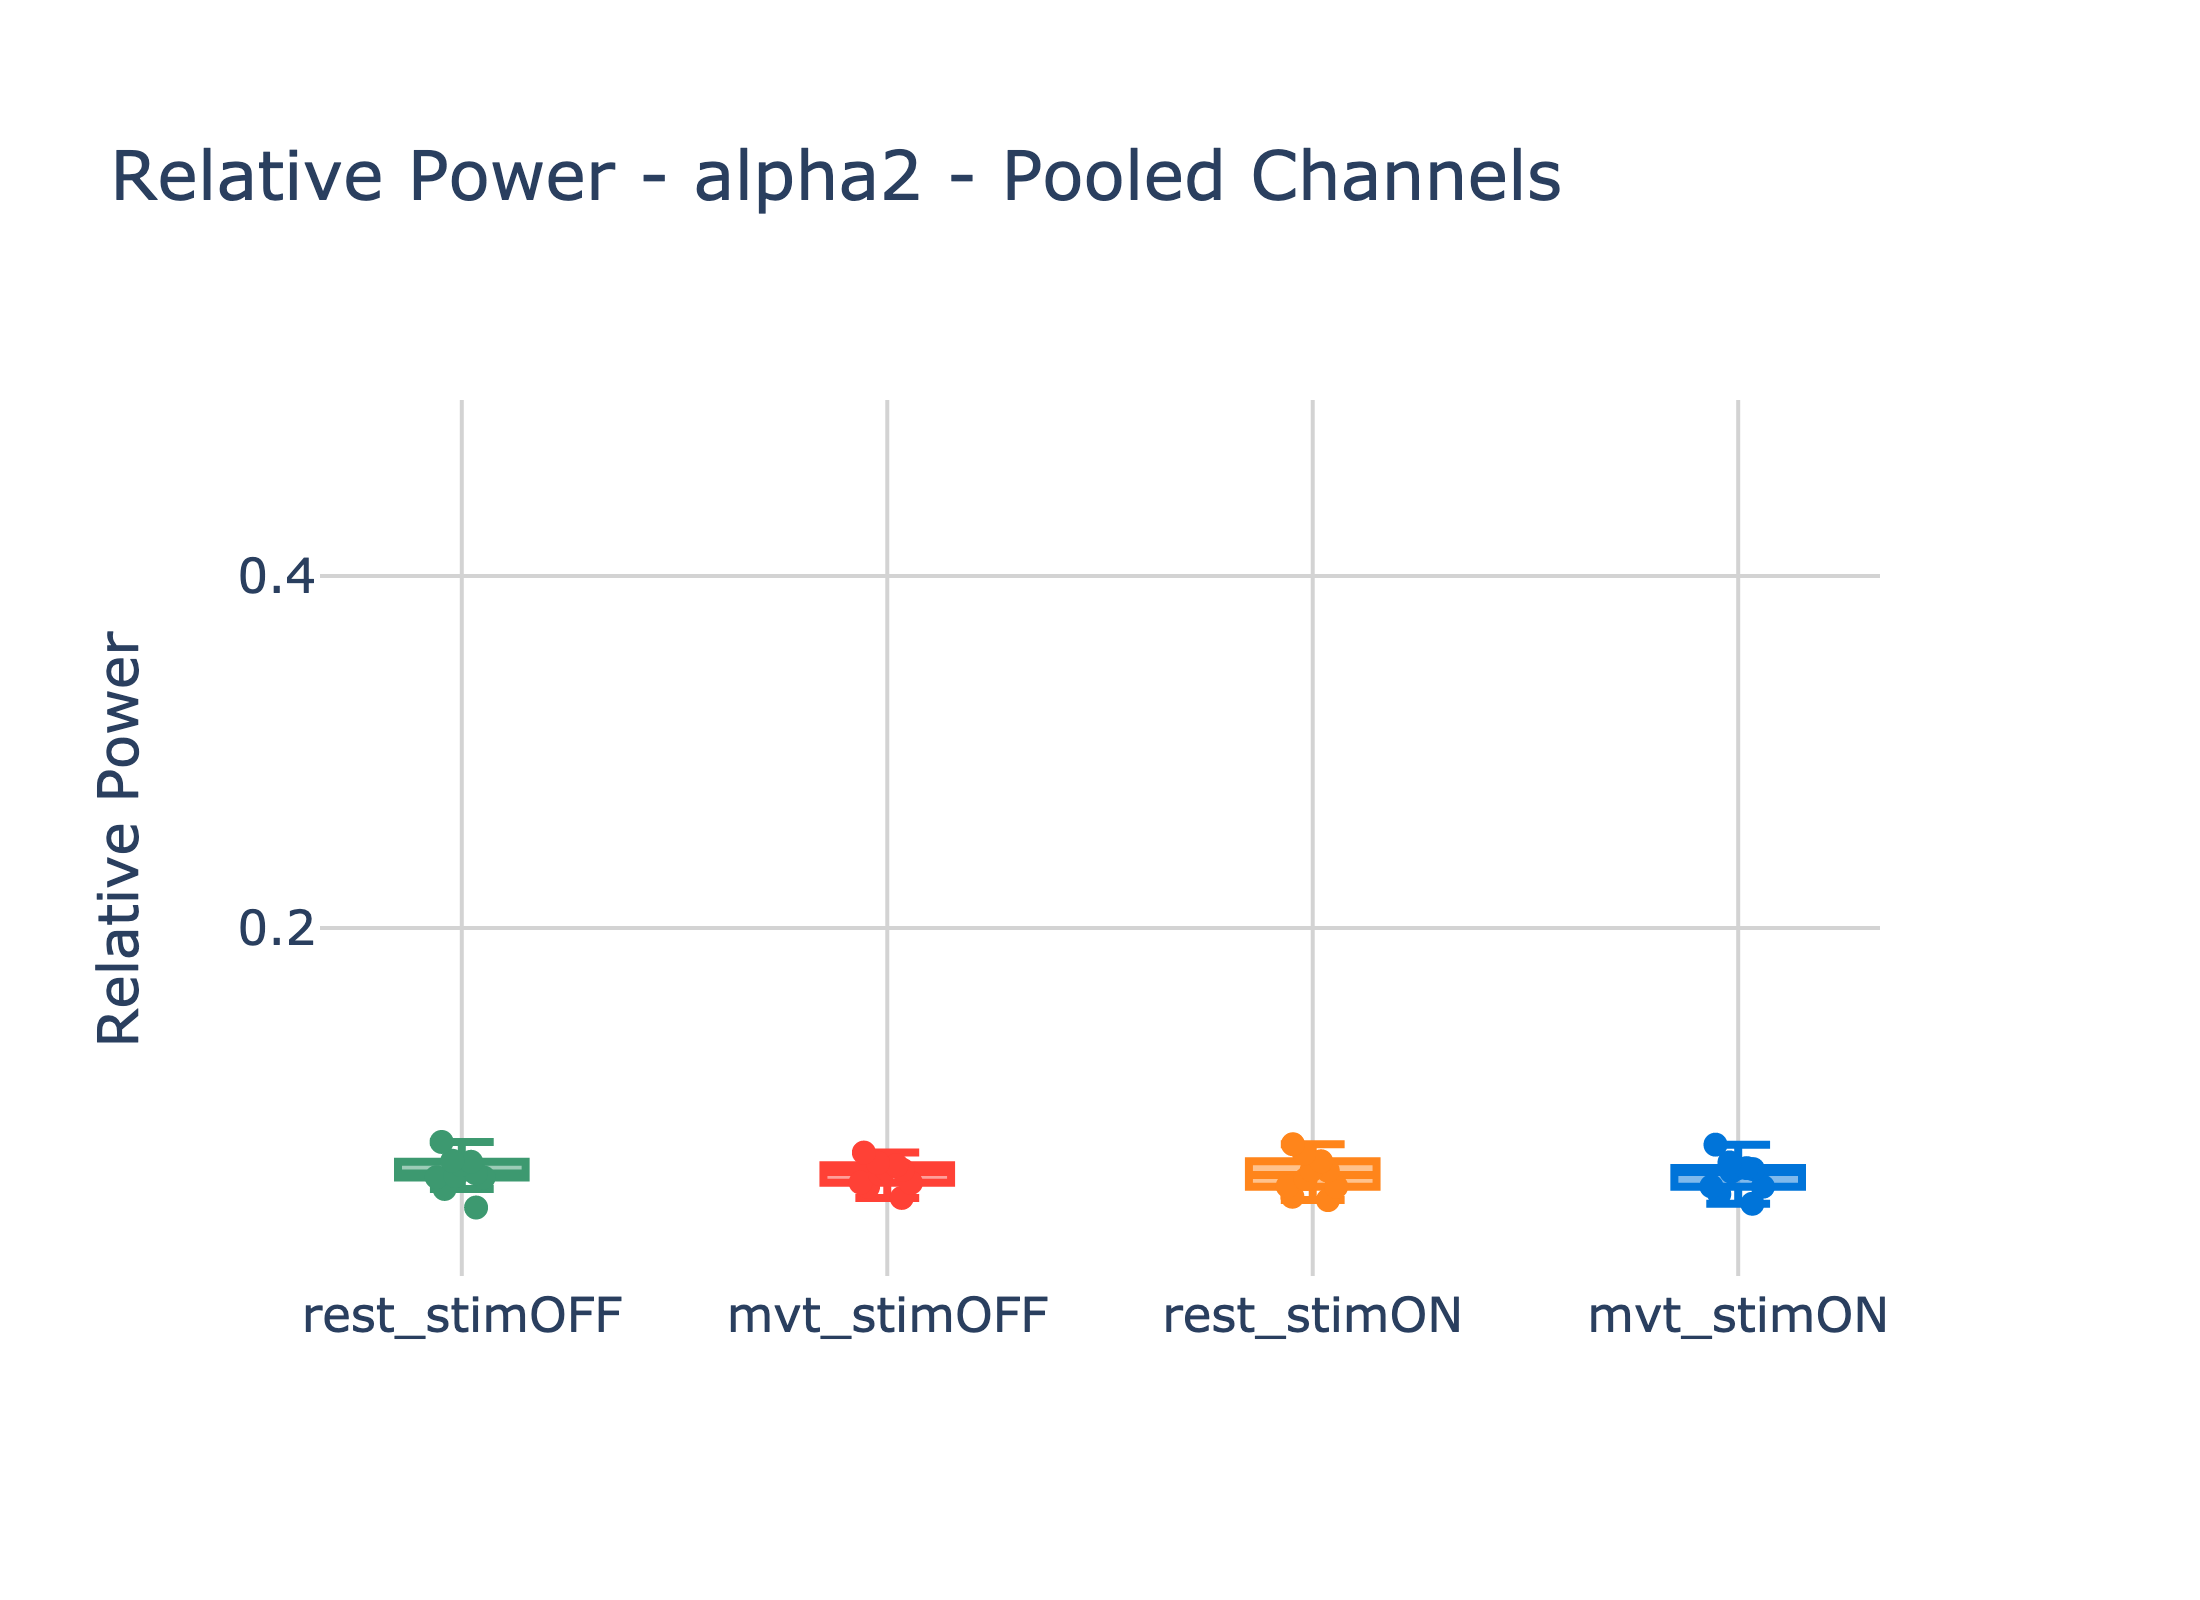 Relative Power - alpha2 - Pooled Channels
Relative Power
0.4
0.2
rest_stimOFF
mvt_stimOFF
rest_stimON
mvt_stimON